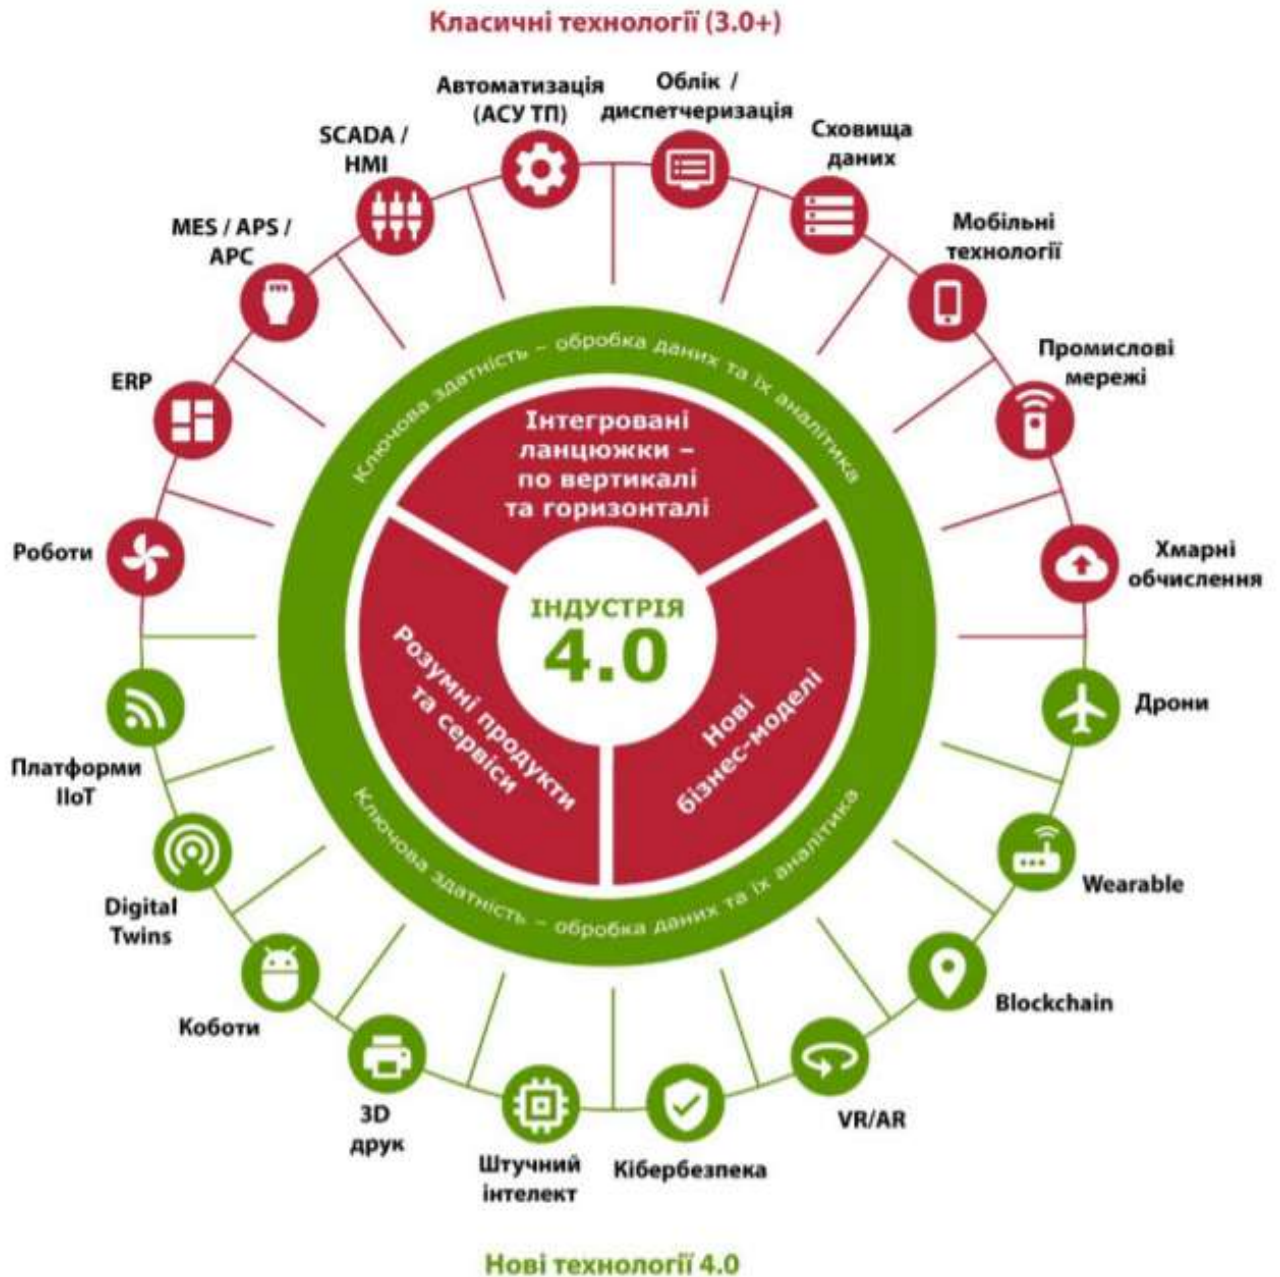 Класичні технології (3.0+)
Автоматизація
(АСУ ТП)
Облік /
диспетчеризація
SCADA /
HMI
Сховища
даних
MES / APS /
APC
Мобільні
технології
ERP
Промислові
мережі
Роботи
Хмарні
обчислення
Ключова здатність – обробка даних та їх аналітика
Інтегровані
ланцюжки –
по вертикалі
та горизонталі
ІНДУСТРІЯ
4.0
Розумні продукти
та сервіси
Нові
бізнес-моделі
Ключова здатність – обробка даних та їх аналітика
Платформи
IIoT
Дрони
Digital
Twins
Wearable
Коботи
Blockchain
3D
друк
VR/AR
Штучний
інтелект
Кібербезпека
Нові технології 4.0